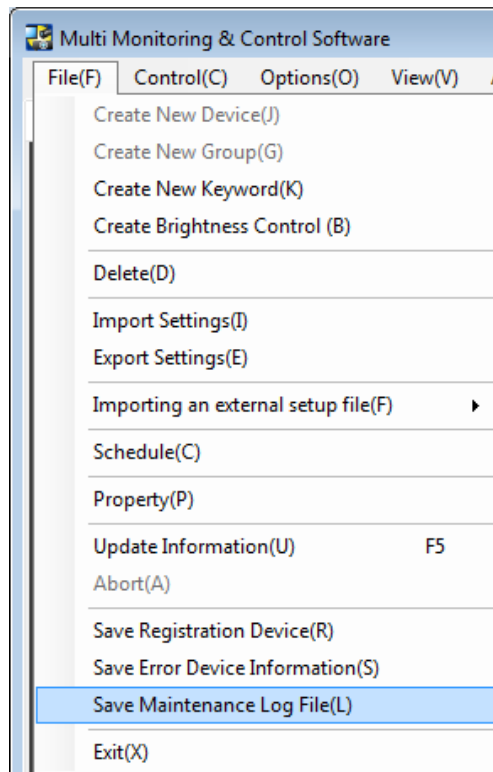 Multi Monitoring & Control Software
File(F) Control(C) Options(O) View(V)
Create New Device(J)
Create New Group(G)
Create New Keyword(K)
Create Brightness Control (B)
Delete(D)
Import Settings(I)
Export Settings(E)
Importing an external setup file(F)
Schedule(C)
Property(P)
Update Information(U) F5
Abort(A)
Save Registration Device(R)
Save Error Device Information(S)
Save Maintenance Log File(L)
Exit(X)